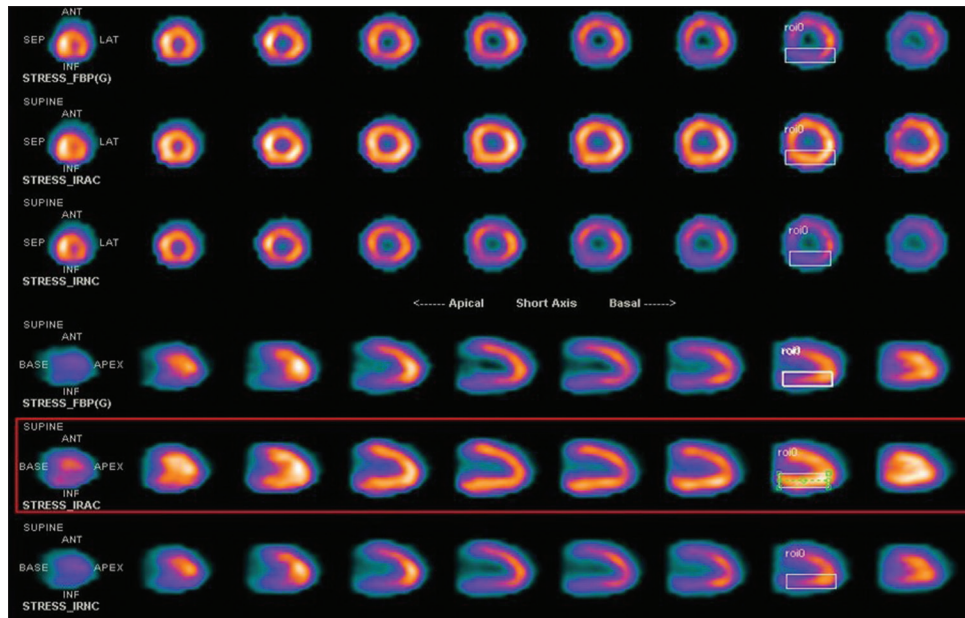 ANT
roi0
SEP LAT
INF
STRESS_FBP(G)
SUPINE
ANT
roi0
SEP LAT
INF
STRESS_IRAC
SUPINE
ANT
roi0
SEP LAT
INF
STRESS_IRNC
<------ Apical Short Axis Basal ------>
SUPINE
ANT
roi0
BASE APEX
INF
STRESS_FBP(G)
SUPINE
ANT
roi0
BASE APEX
INF
STRESS_IRAC
SUPINE
ANT
roi0
BASE APEX
INF
STRESS_IRNC